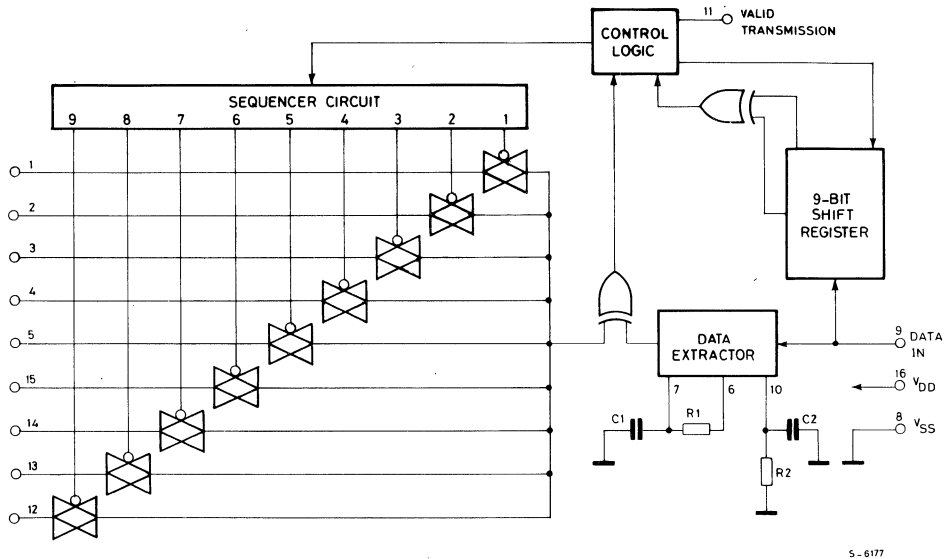 11
VALID
TRANSMISSION
CONTROL
LOGIC
SEQUENCER CIRCUIT
9 8 7 6 5 4 3 2 1
1
2
3
4
5
15
14
13
12
9-BIT
SHIFT
REGISTER
DATA
EXTRACTOR
7 6 10
9 DATA
IN
16 VDD
8 VSS
C1
R1
C2
R2
S-6177